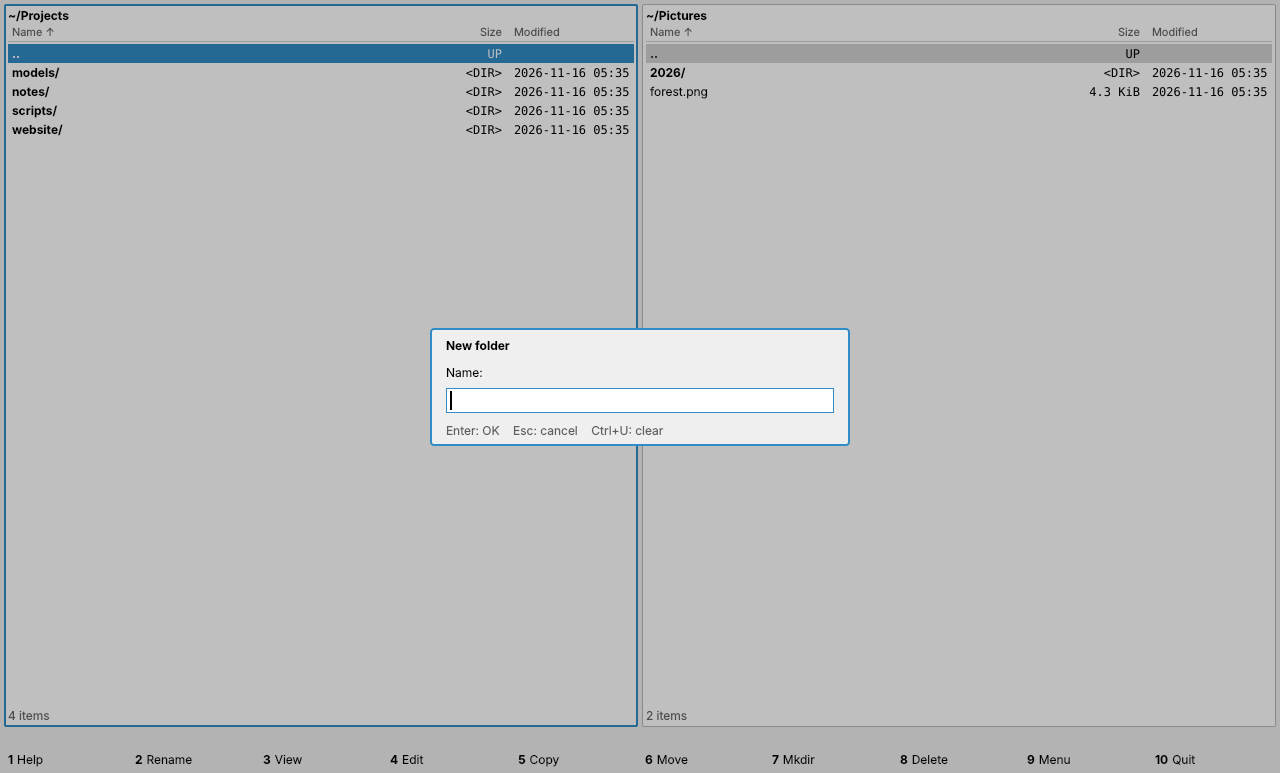 ~/Projects
Name ↑ Size Modified
.. UP
models/ <DIR> 2026-11-16 05:35
notes/ <DIR> 2026-11-16 05:35
scripts/ <DIR> 2026-11-16 05:35
website/ <DIR> 2026-11-16 05:35
4 items
~/Pictures
Name ↑ Size Modified
.. UP
2026/ <DIR> 2026-11-16 05:35
forest.png 4.3 KiB 2026-11-16 05:35
2 items
New folder
Name:
Enter: OK Esc: cancel Ctrl+U: clear
1 Help 2 Rename 3 View 4 Edit 5 Copy 6 Move 7 Mkdir 8 Delete 9 Menu 10 Quit